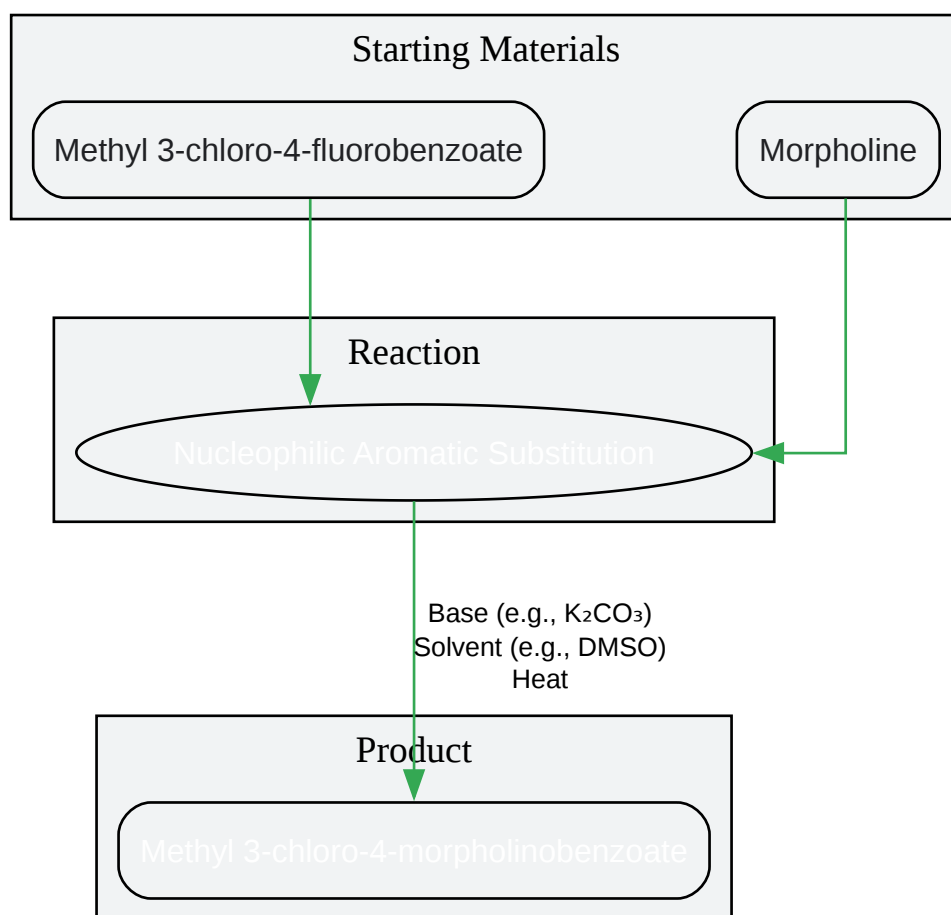 Starting Materials
Methyl 3-chloro-4-fluorobenzoate
Morpholine
Reaction
Nucleophilic Aromatic Substitution
Base (e.g., K₂CO₃)
Solvent (e.g., DMSO)
Heat
Product
Methyl 3-chloro-4-morpholinobenzoate